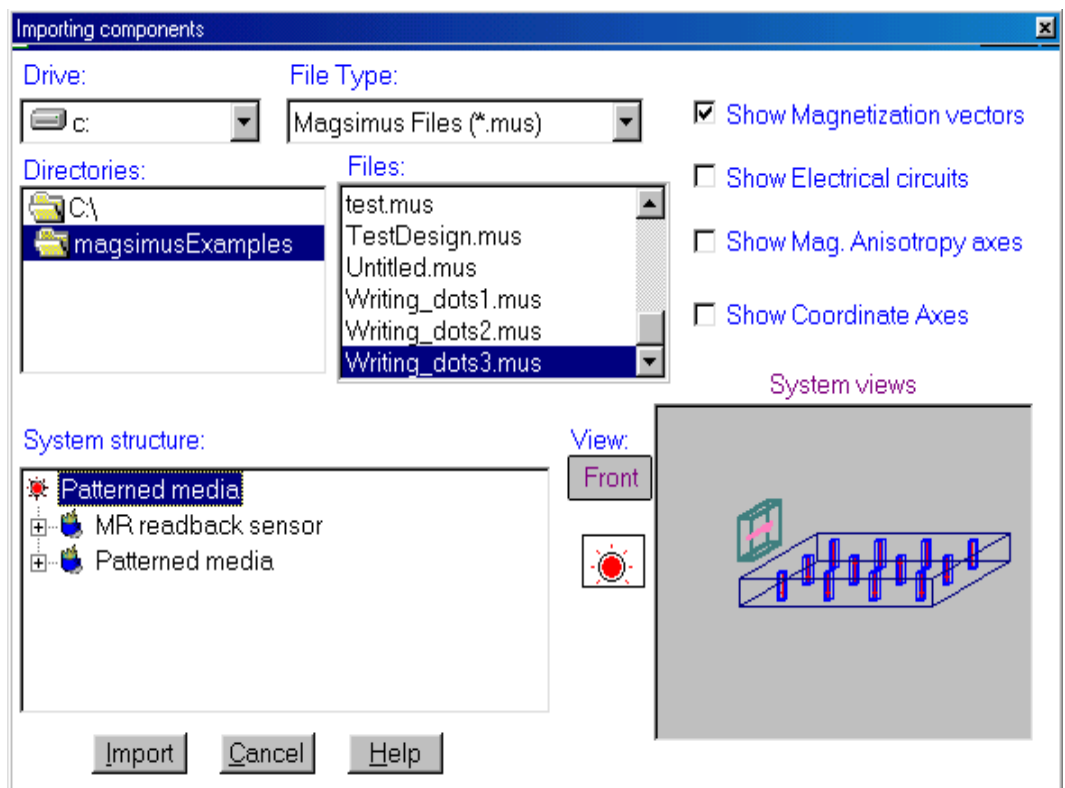 Importing components
Drive:
File Type:
c:
Magsimus Files (*.mus)
Show Magnetization vectors
Directories:
Files:
Show Electrical circuits
C:\
magsimusExamples
test.mus
TestDesign.mus
Untitled.mus
Writing_dots1.mus
Writing_dots2.mus
Writing_dots3.mus
Show Mag. Anisotropy axes
Show Coordinate Axes
System views
System structure:
View:
Front
Patterned media
MR readback sensor
Patterned media
Import
Cancel
Help